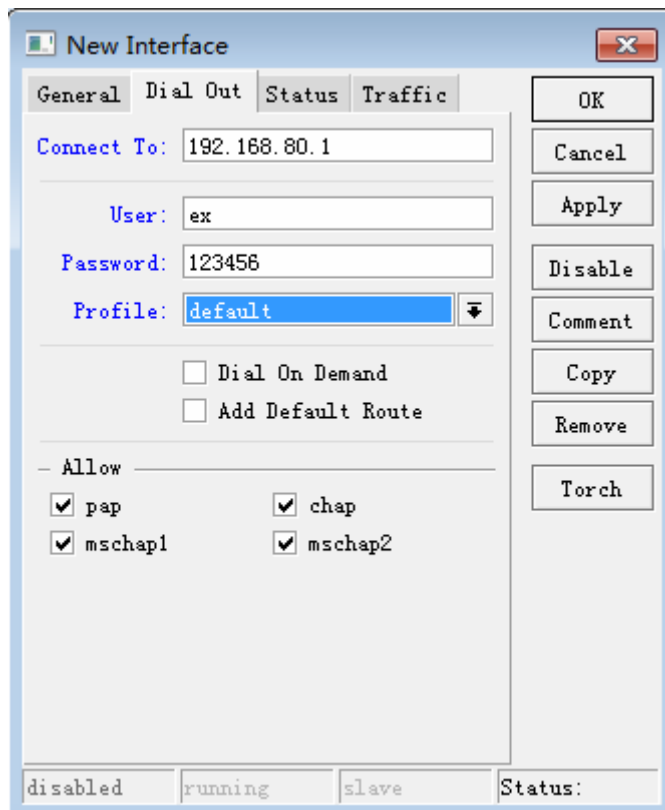 New Interface
General Dial Out Status Traffic
OK
Connect To: 192.168.80.1
Cancel
User: ex
Apply
Password: 123456
Disable
Profile: default
Comment
Dial On Demand
Copy
Add Default Route
Remove
Allow
Torch
pap chap
mschap1 mschap2
disabled running slave Status: